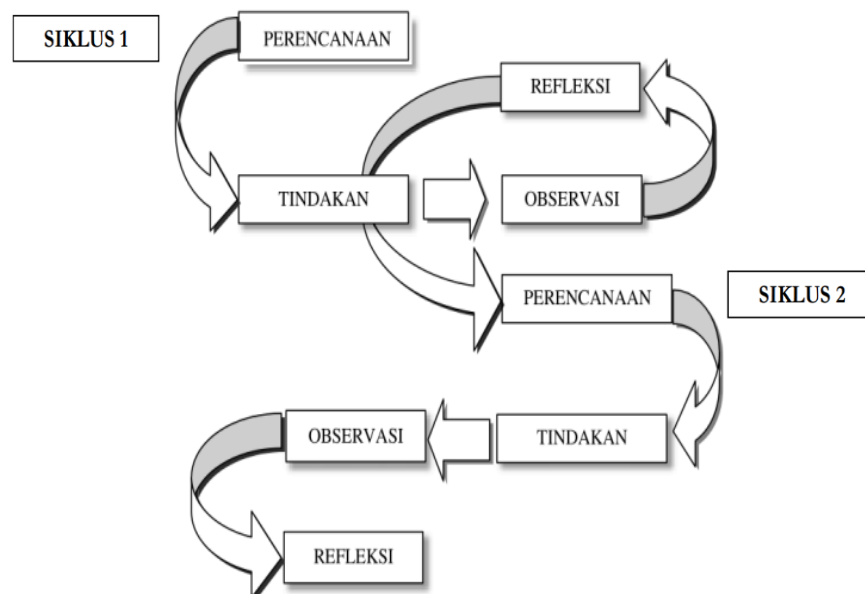 SIKLUS 1
PERENCANAAN
REFLEKSI
TINDAKAN
OBSERVASI
PERENCANAAN
SIKLUS 2
OBSERVASI
TINDAKAN
REFLEKSI